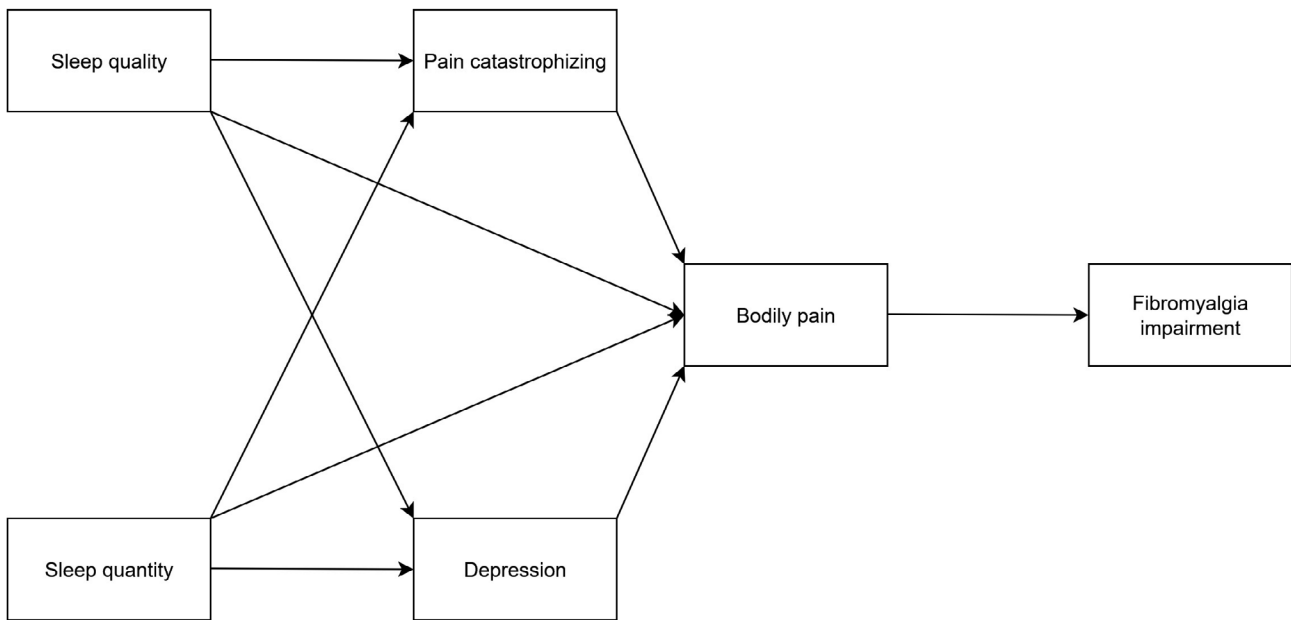 Sleep quality
Pain catastrophizing
Bodily pain
Fibromyalgia
impairment
Sleep quantity
Depression